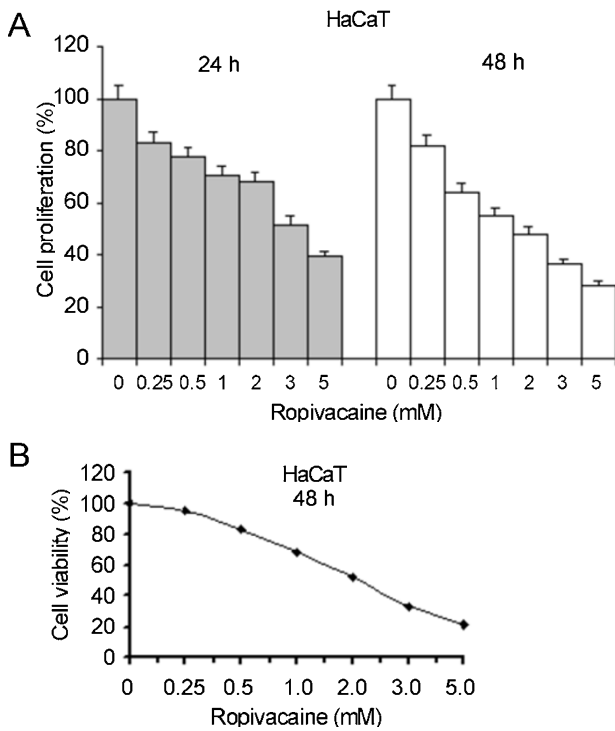 A
HaCaT
24 h
48 h
Cell proliferation (%)
120
100
80
60
40
20
0
0 0.25 0.5 1 2 3 5
0 0.25 0.5 1 2 3 5
Ropivacaine (mM)
B
HaCaT
48 h
Cell viability (%)
120
100
80
60
40
20
0
0 0.25 0.5 1.0 2.0 3.0 5.0
Ropivacaine (mM)